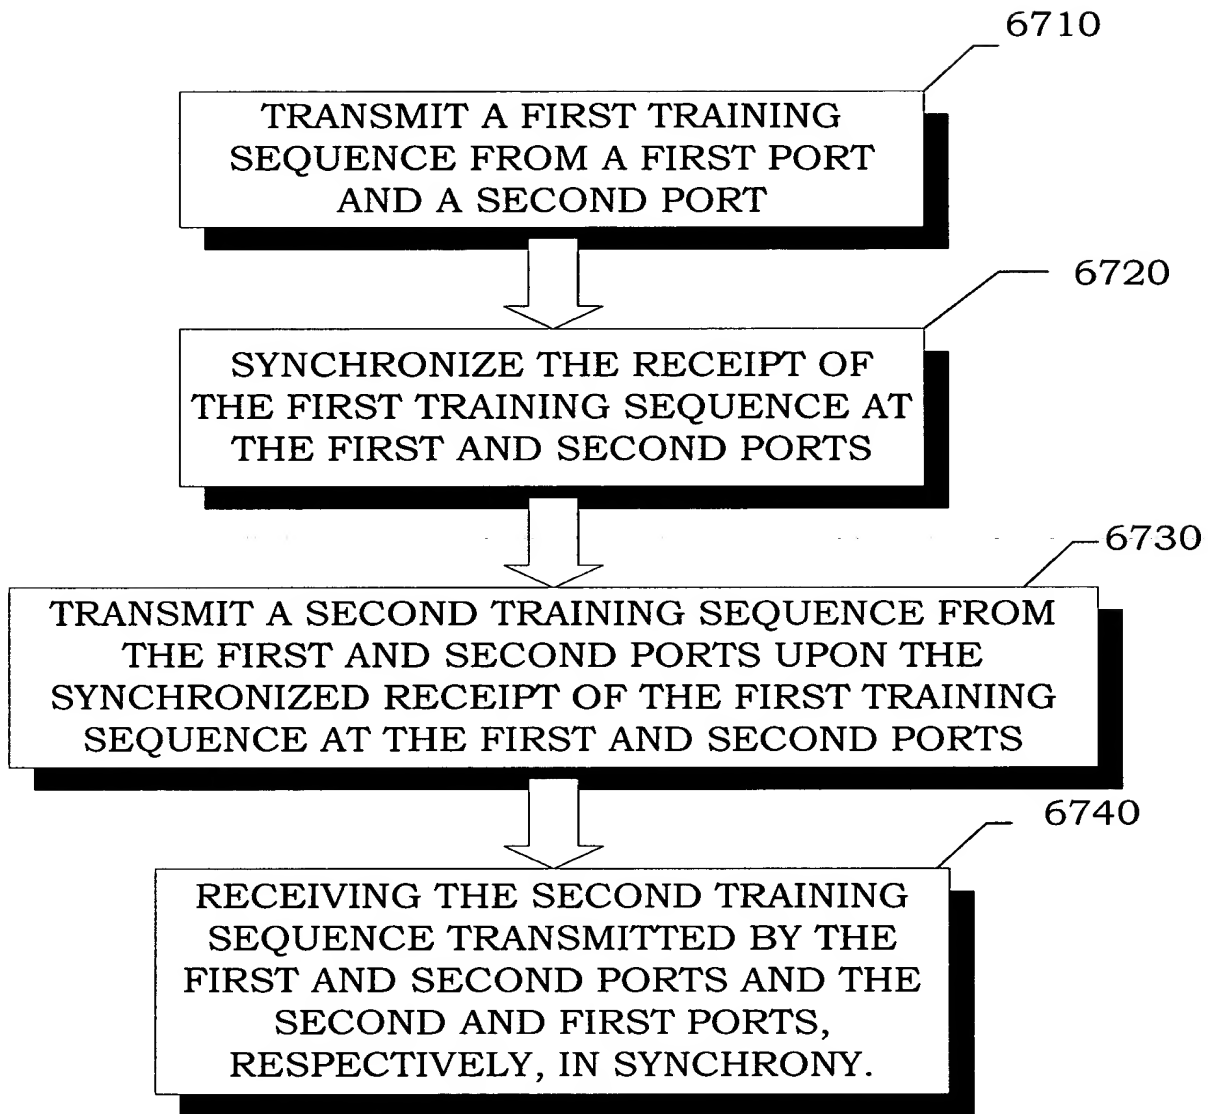 6710
TRANSMIT A FIRST TRAINING
SEQUENCE FROM A FIRST PORT
AND A SECOND PORT
6720
SYNCHRONIZE THE RECEIPT OF
THE FIRST TRAINING SEQUENCE AT
THE FIRST AND SECOND PORTS
6730
TRANSMIT A SECOND TRAINING SEQUENCE FROM
THE FIRST AND SECOND PORTS UPON THE
SYNCHRONIZED RECEIPT OF THE FIRST TRAINING
SEQUENCE AT THE FIRST AND SECOND PORTS
6740
RECEIVING THE SECOND TRAINING
SEQUENCE TRANSMITTED BY THE
FIRST AND SECOND PORTS AND THE
SECOND AND FIRST PORTS,
RESPECTIVELY, IN SYNCHRONY.